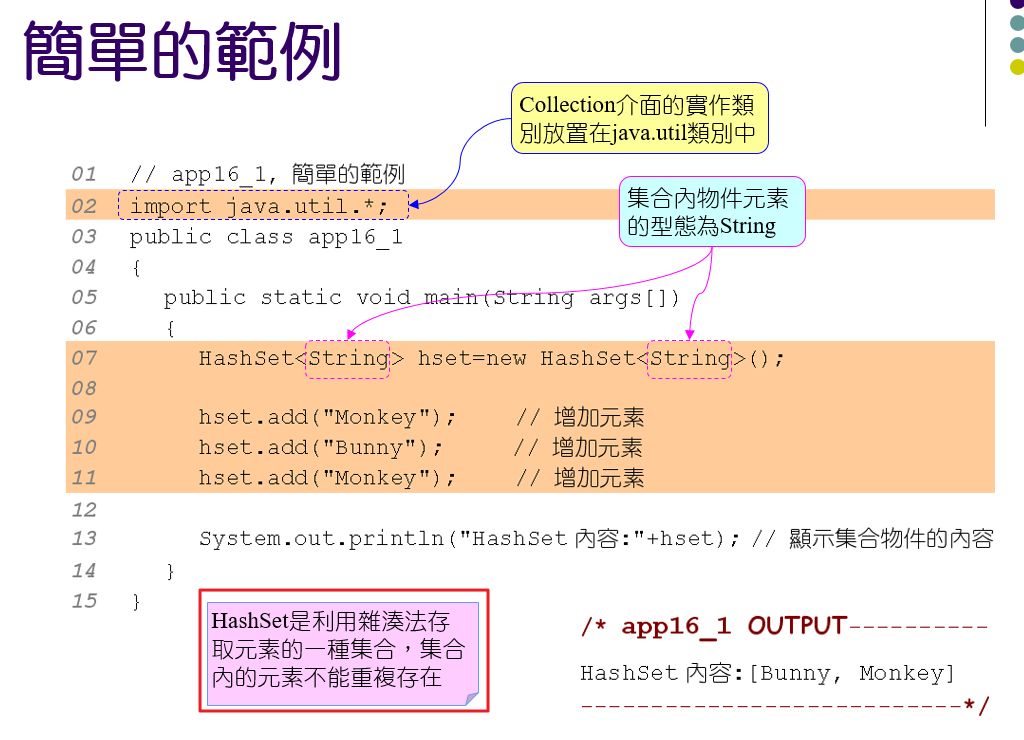 簡單的範例
Collection介面的實作類
別放置在java.util類別中
01 // app16_1, 簡單的範例
02 import java.util.*;
集合內物件元素
的型態為String
03 public class app16_1
04 {
05 public static void main(String args[])
06 {
07 HashSet<String> hset=new HashSet<String>();
08
09 hset.add("Monkey"); // 增加元素
10 hset.add("Bunny"); // 增加元素
11 hset.add("Monkey"); // 增加元素
12
13 System.out.println("HashSet 內容:"+hset); // 顯示集合物件的內容
14 }
15 }
HashSet是利用雜湊法存
取元素的一種集合，集合
內的元素不能重複存在
/* app16_1 OUTPUT----------
HashSet 內容:[Bunny, Monkey]
---------------------------*/